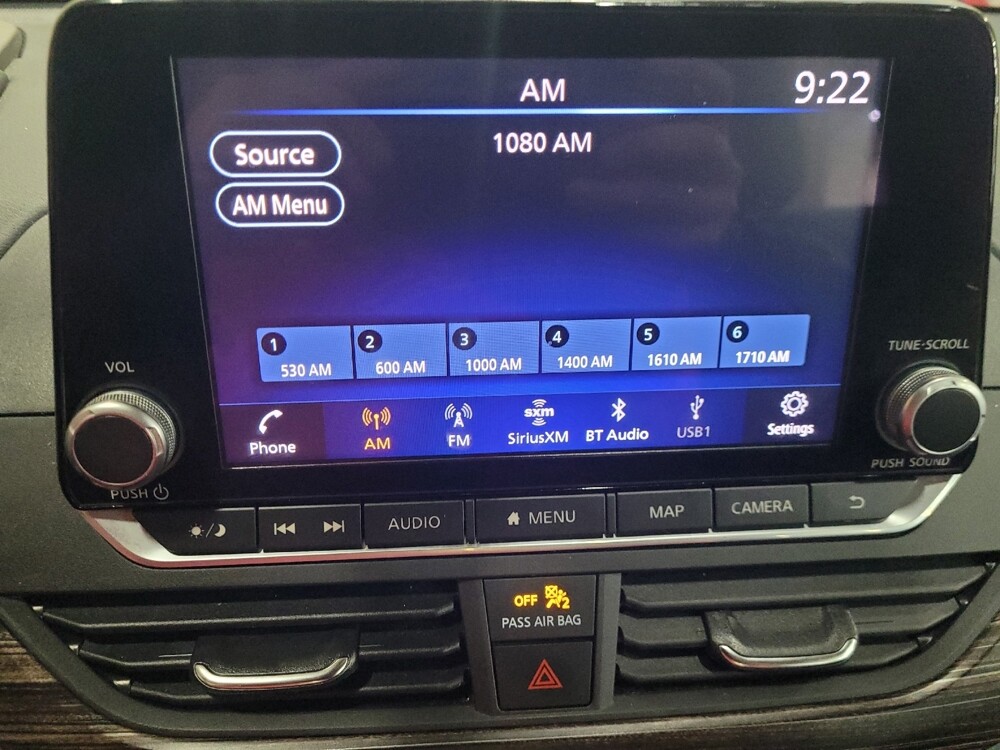 AM
9:22
Source
1080 AM
AM Menu
1
530 AM
2
600 AM
3
1000 AM
4
1400 AM
5
1610 AM
6
1710 AM
Phone
AM
FM
sxm
SiriusXM
BT Audio
USB1
Settings
VOL
PUSH
TUNE·SCROLL
PUSH SOUND
AUDIO
MENU
MAP
CAMERA
OFF
2
PASS AIR BAG